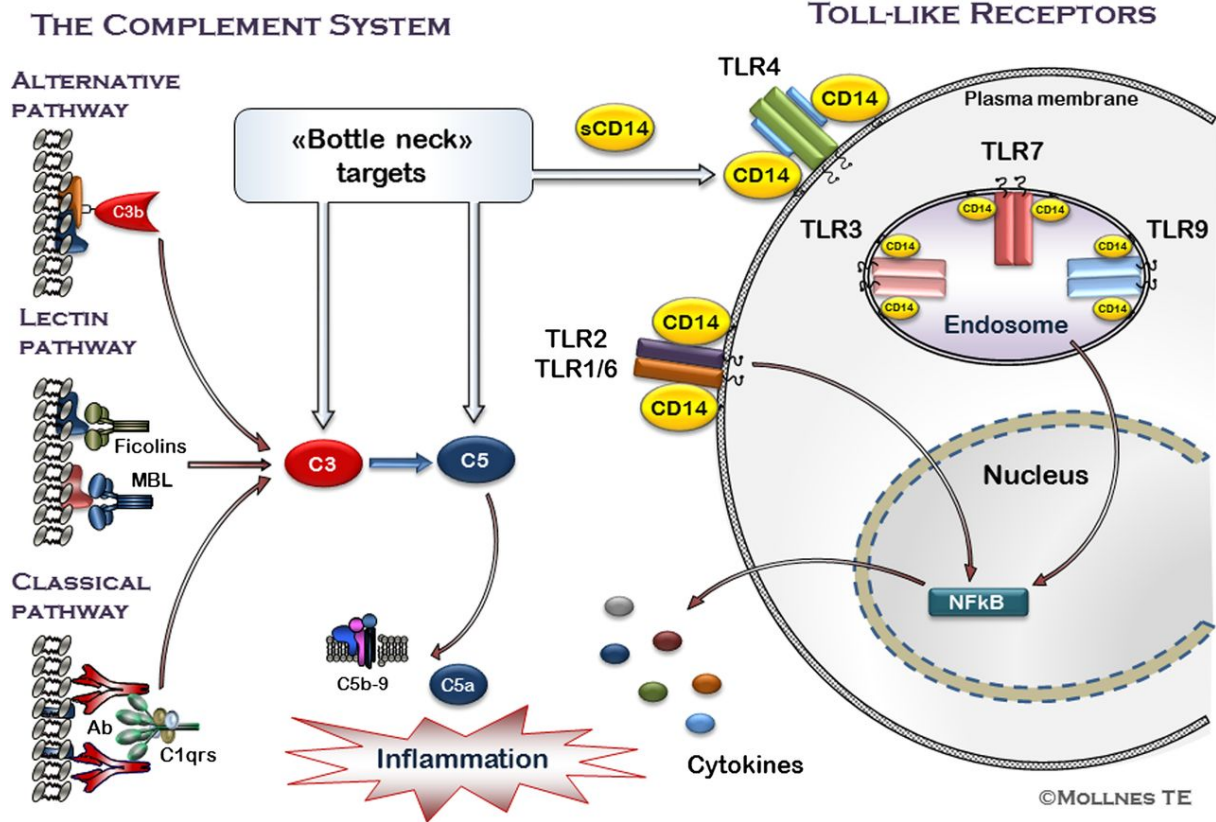 THE COMPLEMENT SYSTEM
TOLL-LIKE RECEPTORS
ALTERNATIVE
PATHWAY
C3b
LECTIN
PATHWAY
Ficolins
MBL
CLASSICAL
PATHWAY
Ab
C1qrs
«Bottle neck»
targets
C3
C5
C5b-9
C5a
Inflammation
sCD14
TLR4
CD14
CD14
Plasma membrane
TLR7
CD14
CD14
TLR3
CD14
CD14
TLR9
CD14
CD14
Endosome
TLR2
TLR1/6
CD14
CD14
Nucleus
NFkB
Cytokines
©MOLLNES TE